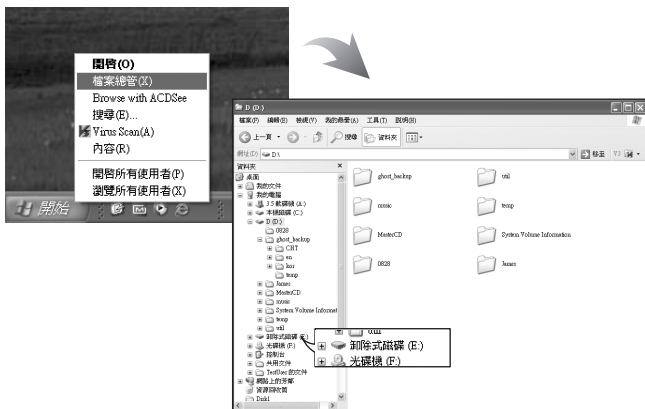 開啓(O)
檔案總管(X)
Browse with ACDSee
搜尋(E)...
Virus Scan(A)
內容(R)
開啓所有使用者(P)
瀏覽所有使用者(X)
開始
D (D:)
檔案(F) 編輯(E) 檢視(V) 我的最愛(A) 工具(T) 說明(H)
上一頁 搜尋 資料夾
網址(D) D:\ 移至
資料夾 ×
桌面
我的文件
我的電腦
3.5 軟碟機 (A:)
本機磁碟 (C:)
D (D:)
0828
ghost_backup
CHT
en
kor
temp
James
MasterCD
music
System Volume Informat
temp
util
卸除式磁碟 (E:)
光碟機 (F:)
控制台
共用文件
TestUser 的文件
網路上的芳鄰
資源回收筒
Disk1
ghost_backup
util
music
temp
MasterCD
System Volume Information
0828
James
util
卸除式磁碟 (E:)
光碟機 (F:)